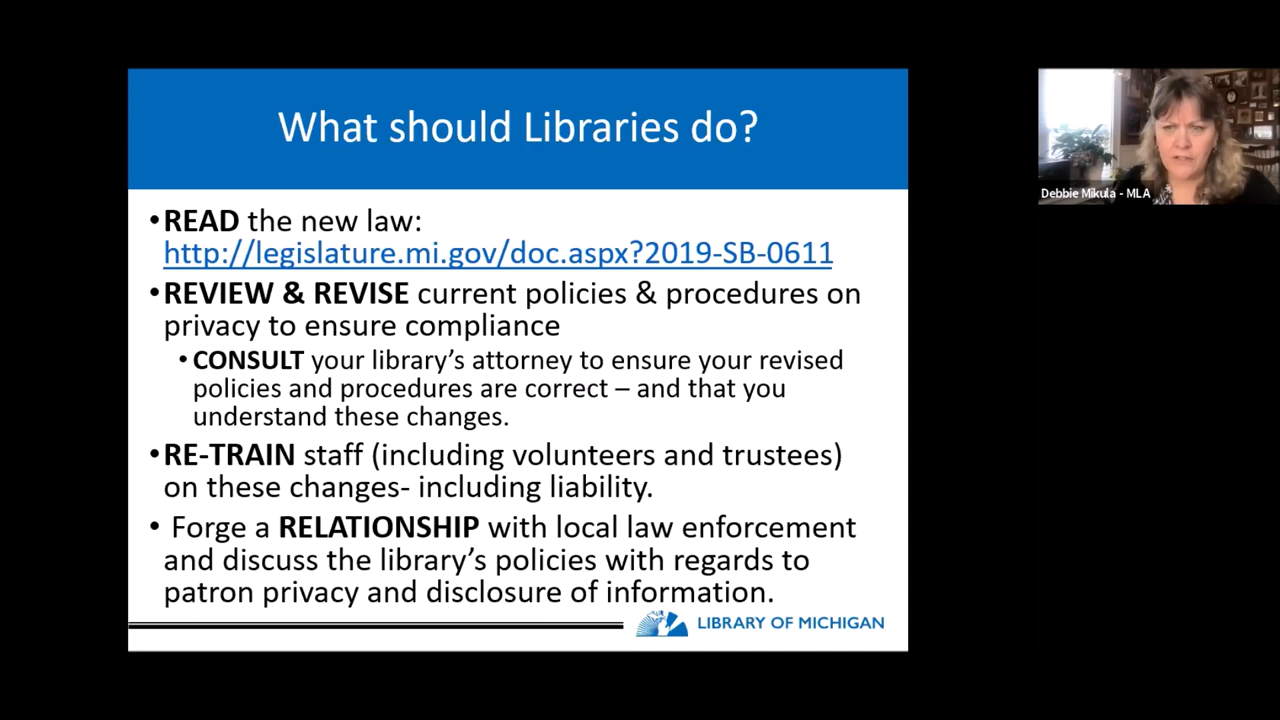 What should Libraries do?
•READ the new law:
http://legislature.mi.gov/doc.aspx?2019-SB-0611
•REVIEW & REVISE current policies & procedures on
privacy to ensure compliance
•CONSULT your library's attorney to ensure your revised
policies and procedures are correct – and that you
understand these changes.
•RE-TRAIN staff (including volunteers and trustees)
on these changes- including liability.
• Forge a RELATIONSHIP with local law enforcement
and discuss the library's policies with regards to
patron privacy and disclosure of information.
LIBRARY OF MICHIGAN
Debbie Mikula - MLA